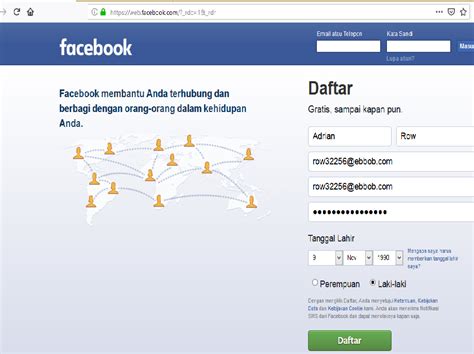 https://web.facebook.com/?_rdc=1&_rd
facebook
Email atau Telepon
Kata Sandi
Lupa akun?
Facebook membantu Anda terhubung dan
berbagi dengan orang-orang dalam kehidupan
Anda.
Daftar
Gratis, sampai kapan pun.
Adrian
Row
row32256@ebbob.com
row32256@ebbob.com
Tanggal Lahir
9
Nov
1990
Mengapa saya harus
memberikan tanggal lahir
saya?
Perempuan
Laki-laki
Dengan mengklik Daftar, Anda menyetujui Ketentuan, Kebijakan
Data dan Kebijakan Cookie kami. Anda akan menerima Notifikasi
SMS dari Facebook dan dapat menolaknya kapan saja.
Daftar